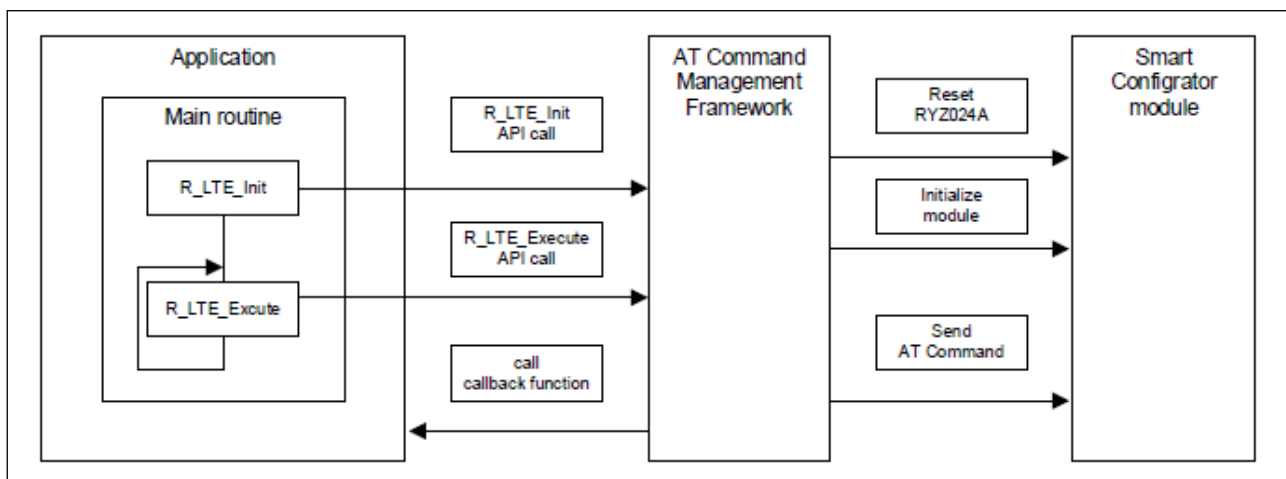 Application
Main routine
R_LTE_Init
R_LTE_Excute
R_LTE_Init
API call
R_LTE_Execute
API call
call
callback function
AT Command
Management
Framework
Reset
RYZ024A
Initialize
module
Send
AT Command
Smart
Configrator
module